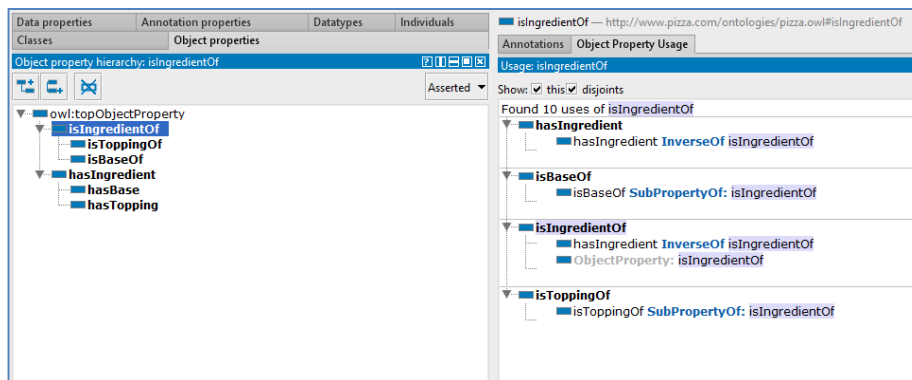 Data properties Annotation properties Datatypes Individuals
Classes Object properties
Object property hierarchy: isIngredientOf
Asserted
owl:topObjectProperty
isIngredientOf
isToppingOf
isBaseOf
hasIngredient
hasBase
hasTopping
isIngredientOf — http://www.pizza.com/ontologies/pizza.owl#isIngredientOf
Annotations Object Property Usage
Usage: isIngredientOf
Show: this disjoints
Found 10 uses of isIngredientOf
hasIngredient
hasIngredient InverseOf isIngredientOf
isBaseOf
isBaseOf SubPropertyOf: isIngredientOf
isIngredientOf
hasIngredient InverseOf isIngredientOf
ObjectProperty: isIngredientOf
isToppingOf
isToppingOf SubPropertyOf: isIngredientOf